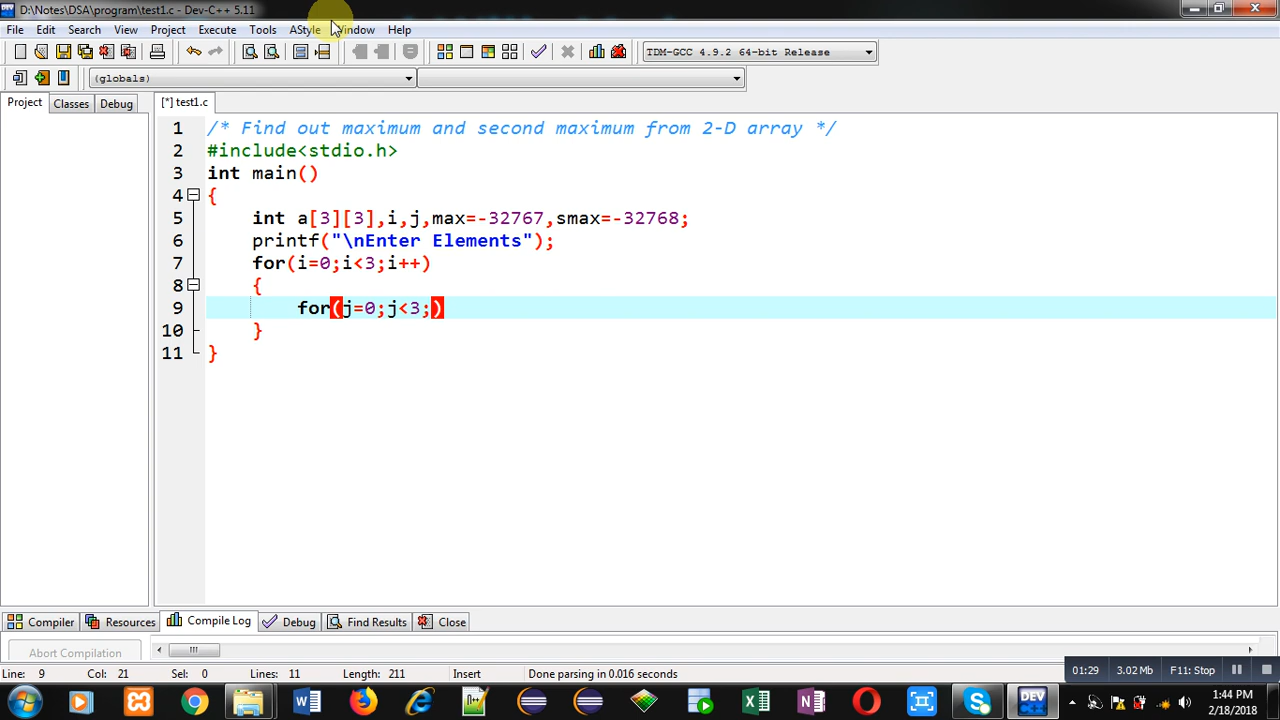 D:\Notes\DSA\program\test1.c - Dev-C++ 5.11
File Edit Search View Project Execute Tools AStyle Window Help
TDM-GCC 4.9.2 64-bit Release
(globals)
Project Classes Debug [*] test1.c
1 /* Find out maximum and second maximum from 2-D array */
2 #include<stdio.h>
3 int main()
4 {
5 int a[3][3],i,j,max=-32767,smax=-32768;
6 printf("\nEnter Elements");
7 for(i=0;i<3;i++)
8 {
9 for(j=0;j<3;)
10 }
11 }
Compiler Resources Compile Log Debug Find Results Close
Abort Compilation
Line: 9 Col: 21 Sel: 0 Lines: 11 Length: 211 Insert Done parsing in 0.016 seconds
01:29 3.02 Mb F11: Stop
1:44 PM
2/18/2018